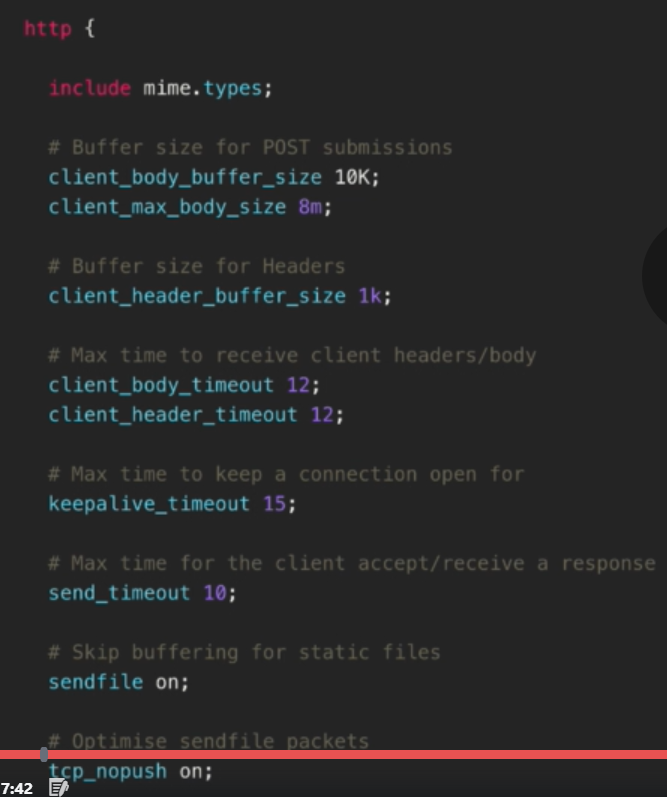 http {
include mime.types;
# Buffer size for POST submissions
client_body_buffer_size 10K;
client_max_body_size 8m;
# Buffer size for Headers
client_header_buffer_size 1k;
# Max time to receive client headers/body
client_body_timeout 12;
client_header_timeout 12;
# Max time to keep a connection open for
keepalive_timeout 15;
# Max time for the client accept/receive a response
send_timeout 10;
# Skip buffering for static files
sendfile on;
# Optimise sendfile packets
tcp_nopush on;
7:42